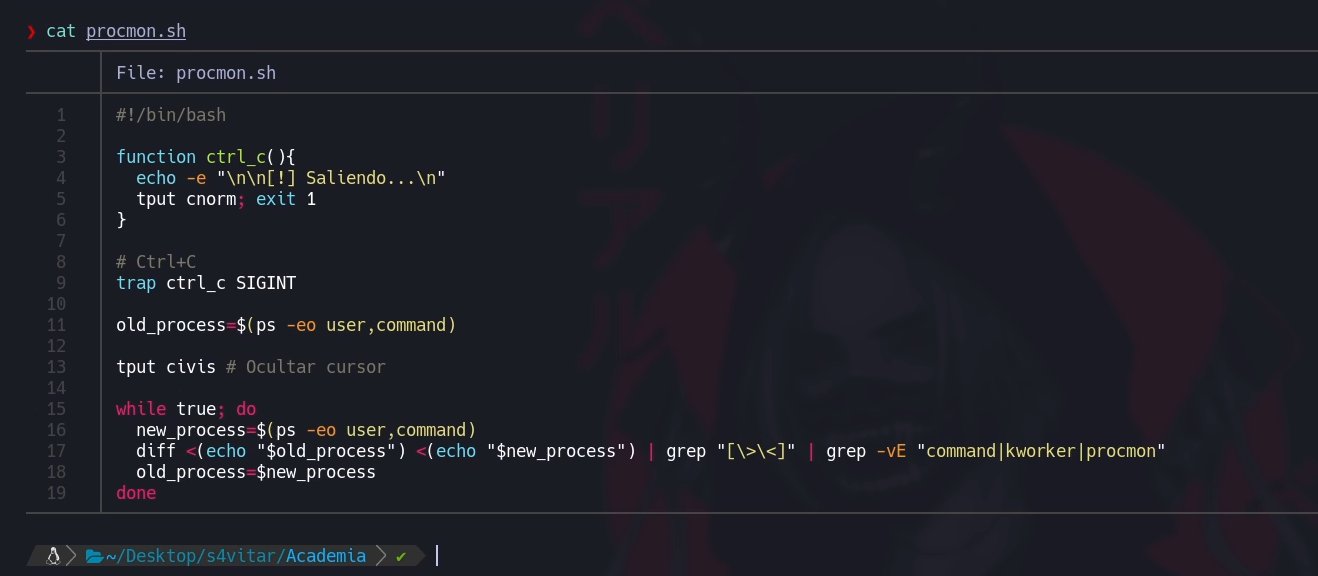 ❯ cat procmon.sh
File: procmon.sh
1 #!/bin/bash
2
3 function ctrl_c(){
4   echo -e "\n\n[!] Saliendo...\n"
5   tput cnorm; exit 1
6 }
7
8 # Ctrl+C
9 trap ctrl_c SIGINT
10
11 old_process=$(ps -eo user,command)
12
13 tput civis # Ocultar cursor
14
15 while true; do
16   new_process=$(ps -eo user,command)
17   diff <(echo "$old_process") <(echo "$new_process") | grep "[\>\<]" | grep -vE "command|kworker|procmon"
18   old_process=$new_process
19 done
~/Desktop/s4vitar/Academia ✔